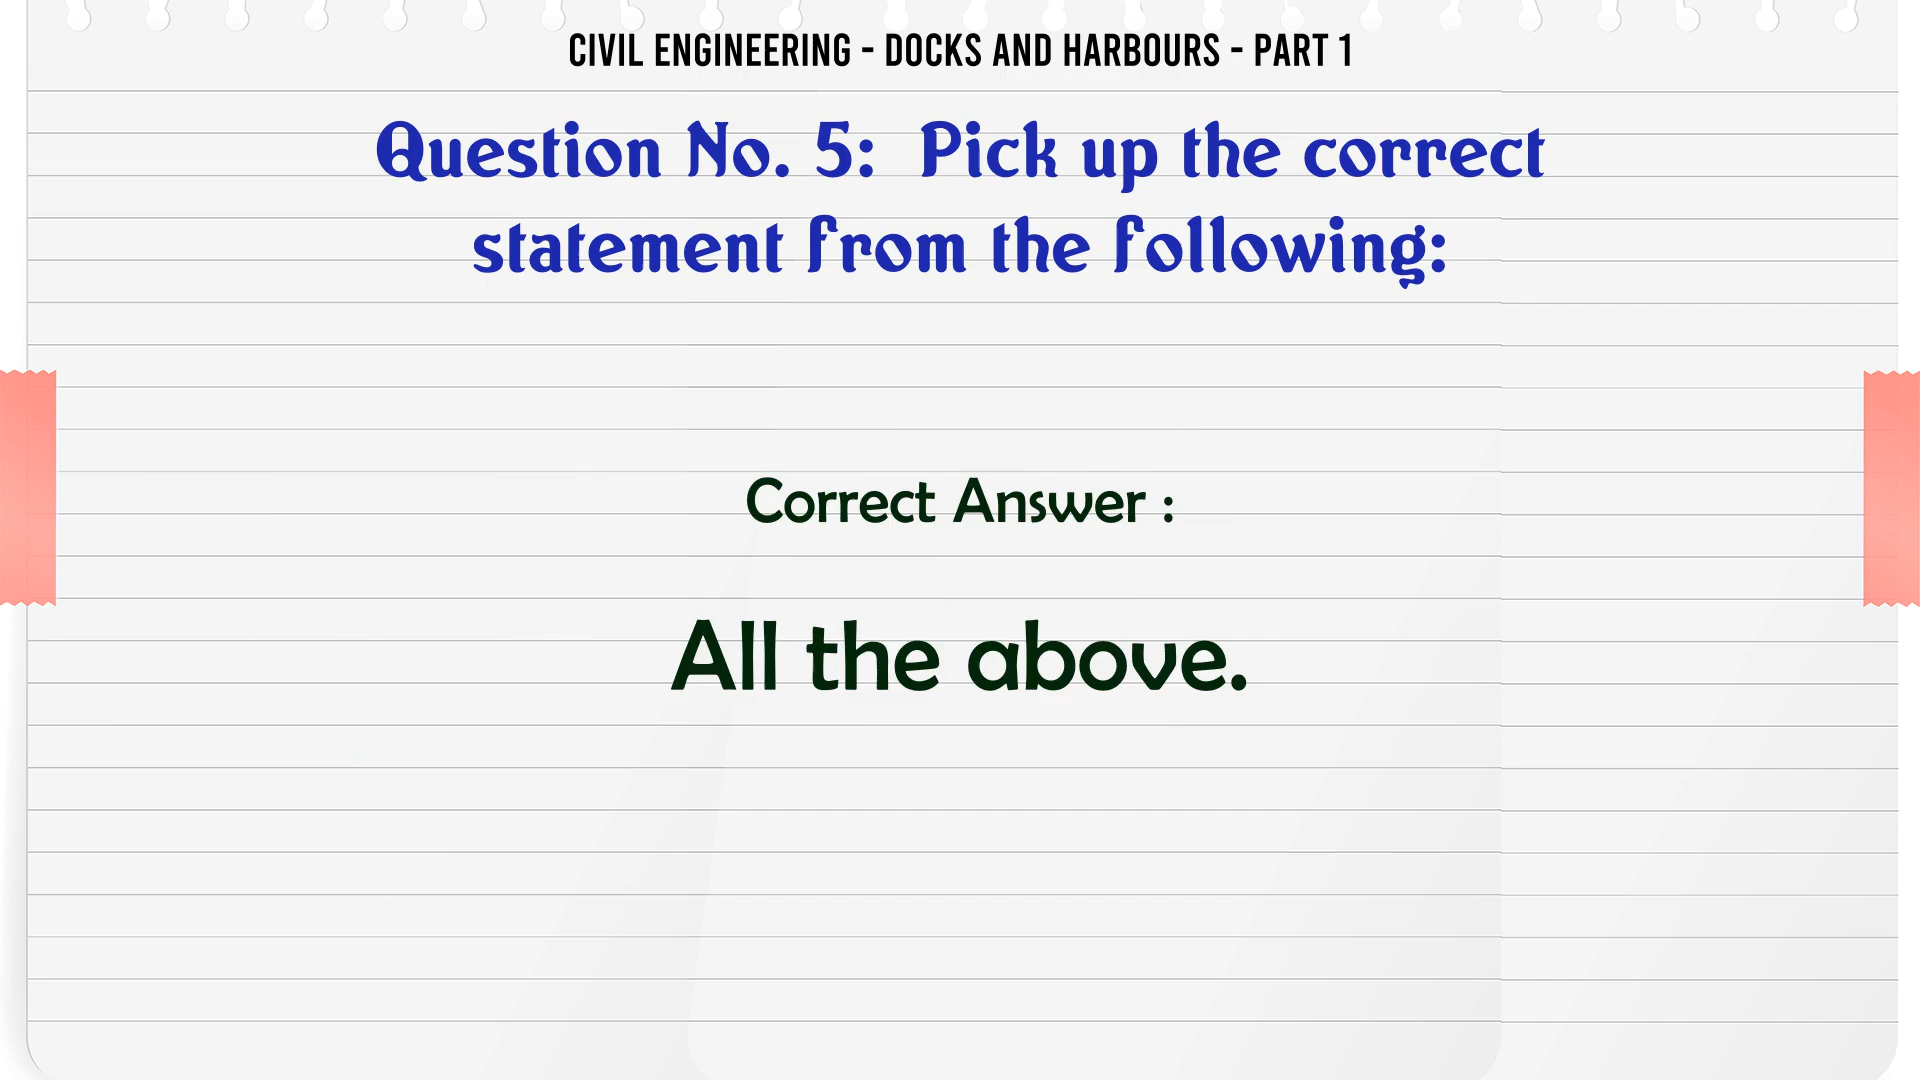 CIVIL ENGINEERING - DOCKS AND HARBOURS - PART 1
Question No. 5:  Pick up the correct
statement from the following:
Correct Answer :
All the above.